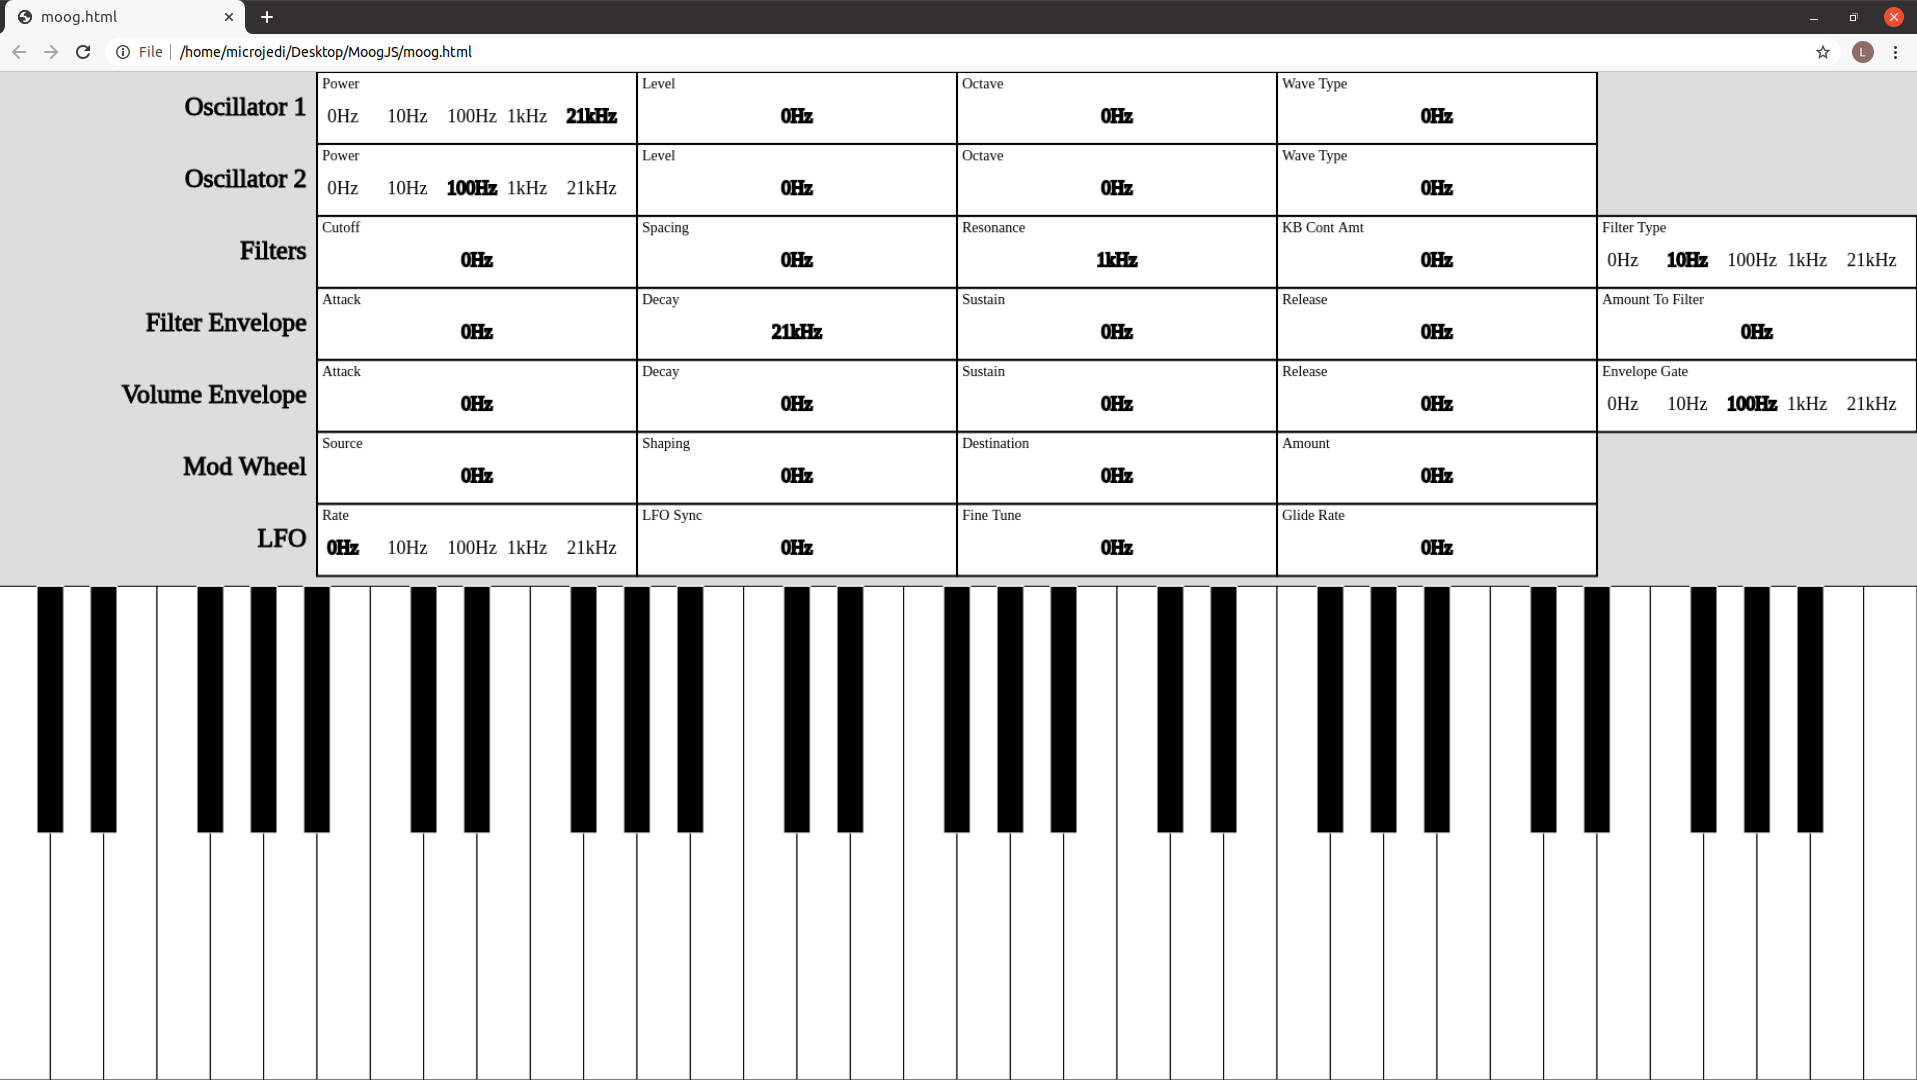 moog.html
File /home/microjedi/Desktop/MoogJS/moog.html
L
Oscillator 1
Power
0Hz 10Hz 100Hz 1kHz 21kHz
Level
0Hz
Octave
0Hz
Wave Type
0Hz
Oscillator 2
Power
0Hz 10Hz 100Hz 1kHz 21kHz
Level
0Hz
Octave
0Hz
Wave Type
0Hz
Filters
Cutoff
0Hz
Spacing
0Hz
Resonance
1kHz
KB Cont Amt
0Hz
Filter Type
0Hz 10Hz 100Hz 1kHz 21kHz
Filter Envelope
Attack
0Hz
Decay
21kHz
Sustain
0Hz
Release
0Hz
Amount To Filter
0Hz
Volume Envelope
Attack
0Hz
Decay
0Hz
Sustain
0Hz
Release
0Hz
Envelope Gate
0Hz 10Hz 100Hz 1kHz 21kHz
Mod Wheel
Source
0Hz
Shaping
0Hz
Destination
0Hz
Amount
0Hz
LFO
Rate
0Hz 10Hz 100Hz 1kHz 21kHz
LFO Sync
0Hz
Fine Tune
0Hz
Glide Rate
0Hz